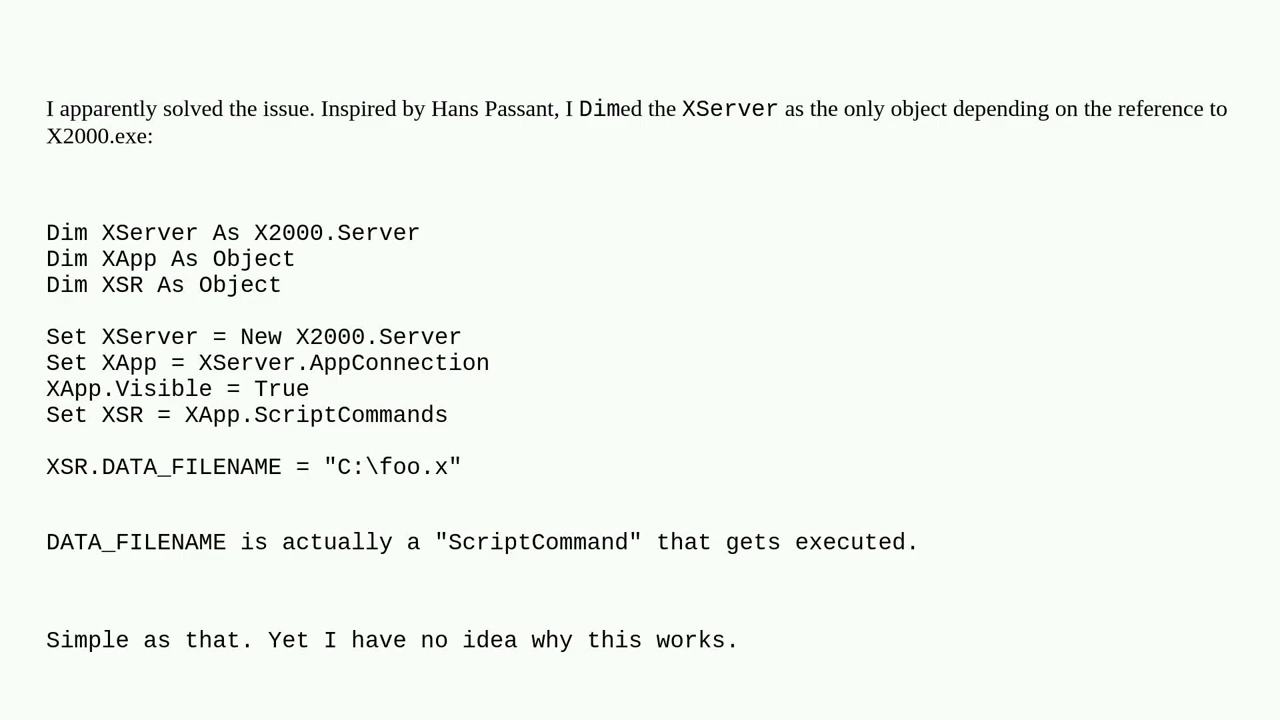 I apparently solved the issue. Inspired by Hans Passant, I Dimed the XServer as the only object depending on the reference to
X2000.exe:
Dim XServer As X2000.Server
Dim XApp As Object
Dim XSR As Object
Set XServer = New X2000.Server
Set XApp = XServer.AppConnection
XApp.Visible = True
Set XSR = XApp.ScriptCommands
XSR.DATA_FILENAME = "C:\foo.x"
DATA_FILENAME is actually a "ScriptCommand" that gets executed.
Simple as that. Yet I have no idea why this works.